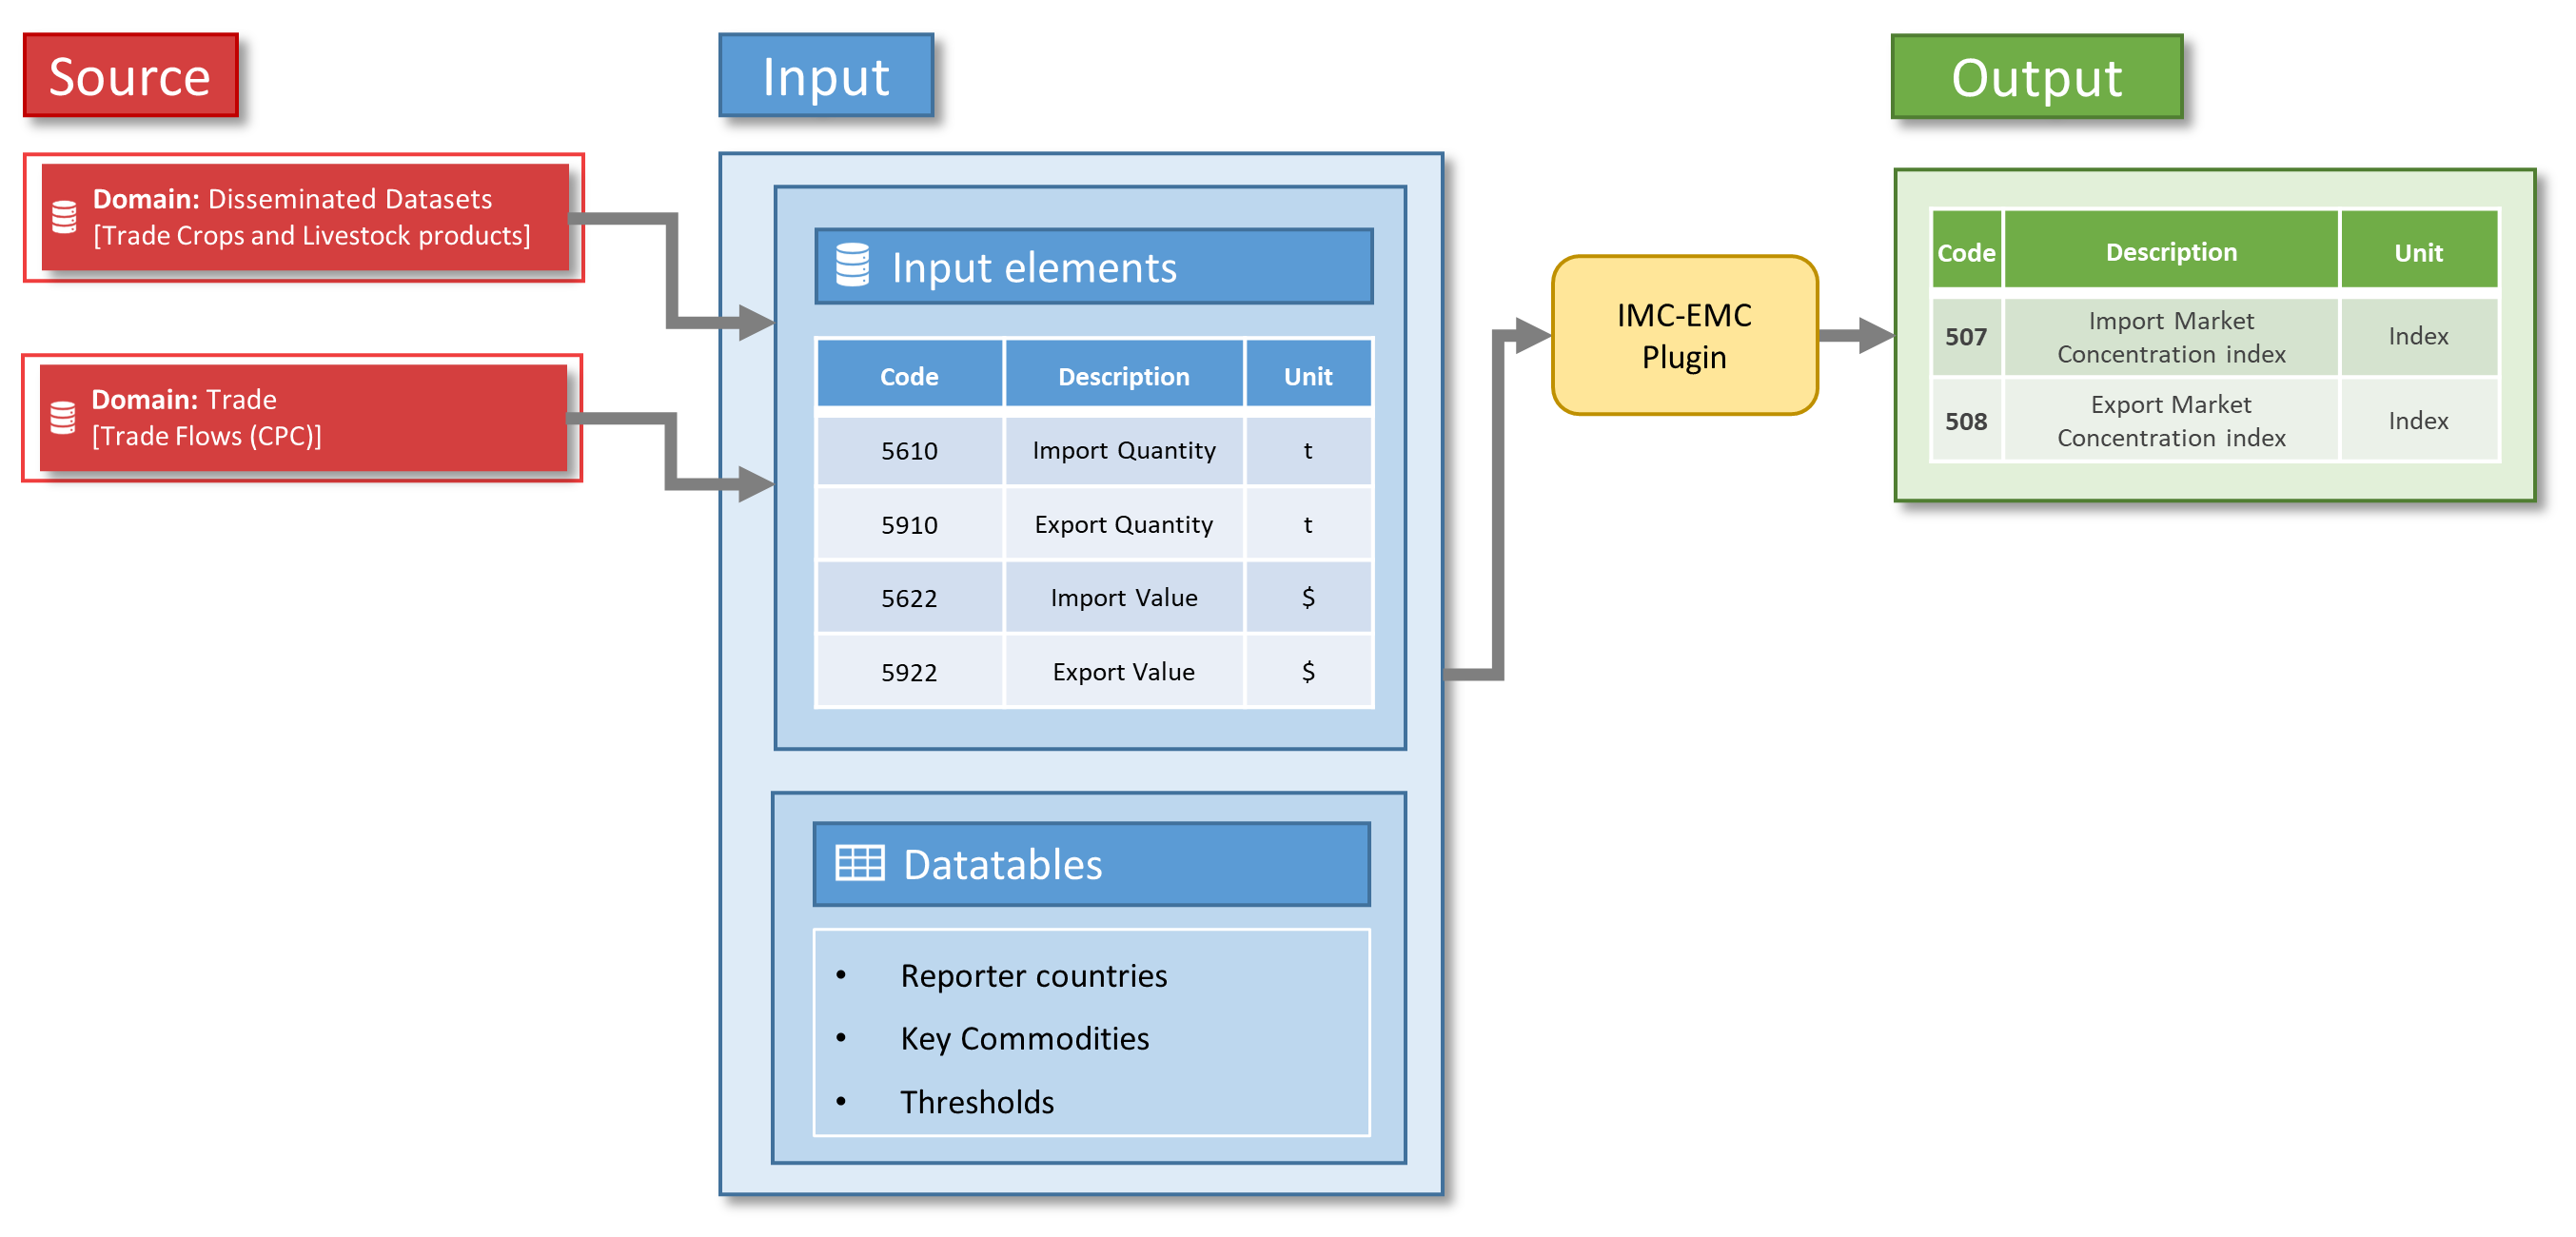 Source
Input
Output
Domain: Disseminated Datasets
[Trade Crops and Livestock products]
Domain: Trade
[Trade Flows (CPC)]
Input elements
Code Description Unit
5610 Import Quantity t
5910 Export Quantity t
5622 Import Value $
5922 Export Value $
Datatables
• Reporter countries
• Key Commodities
• Thresholds
IMC-EMC
Plugin
Code Description Unit
507 Import Market
Concentration index Index
508 Export Market
Concentration index Index